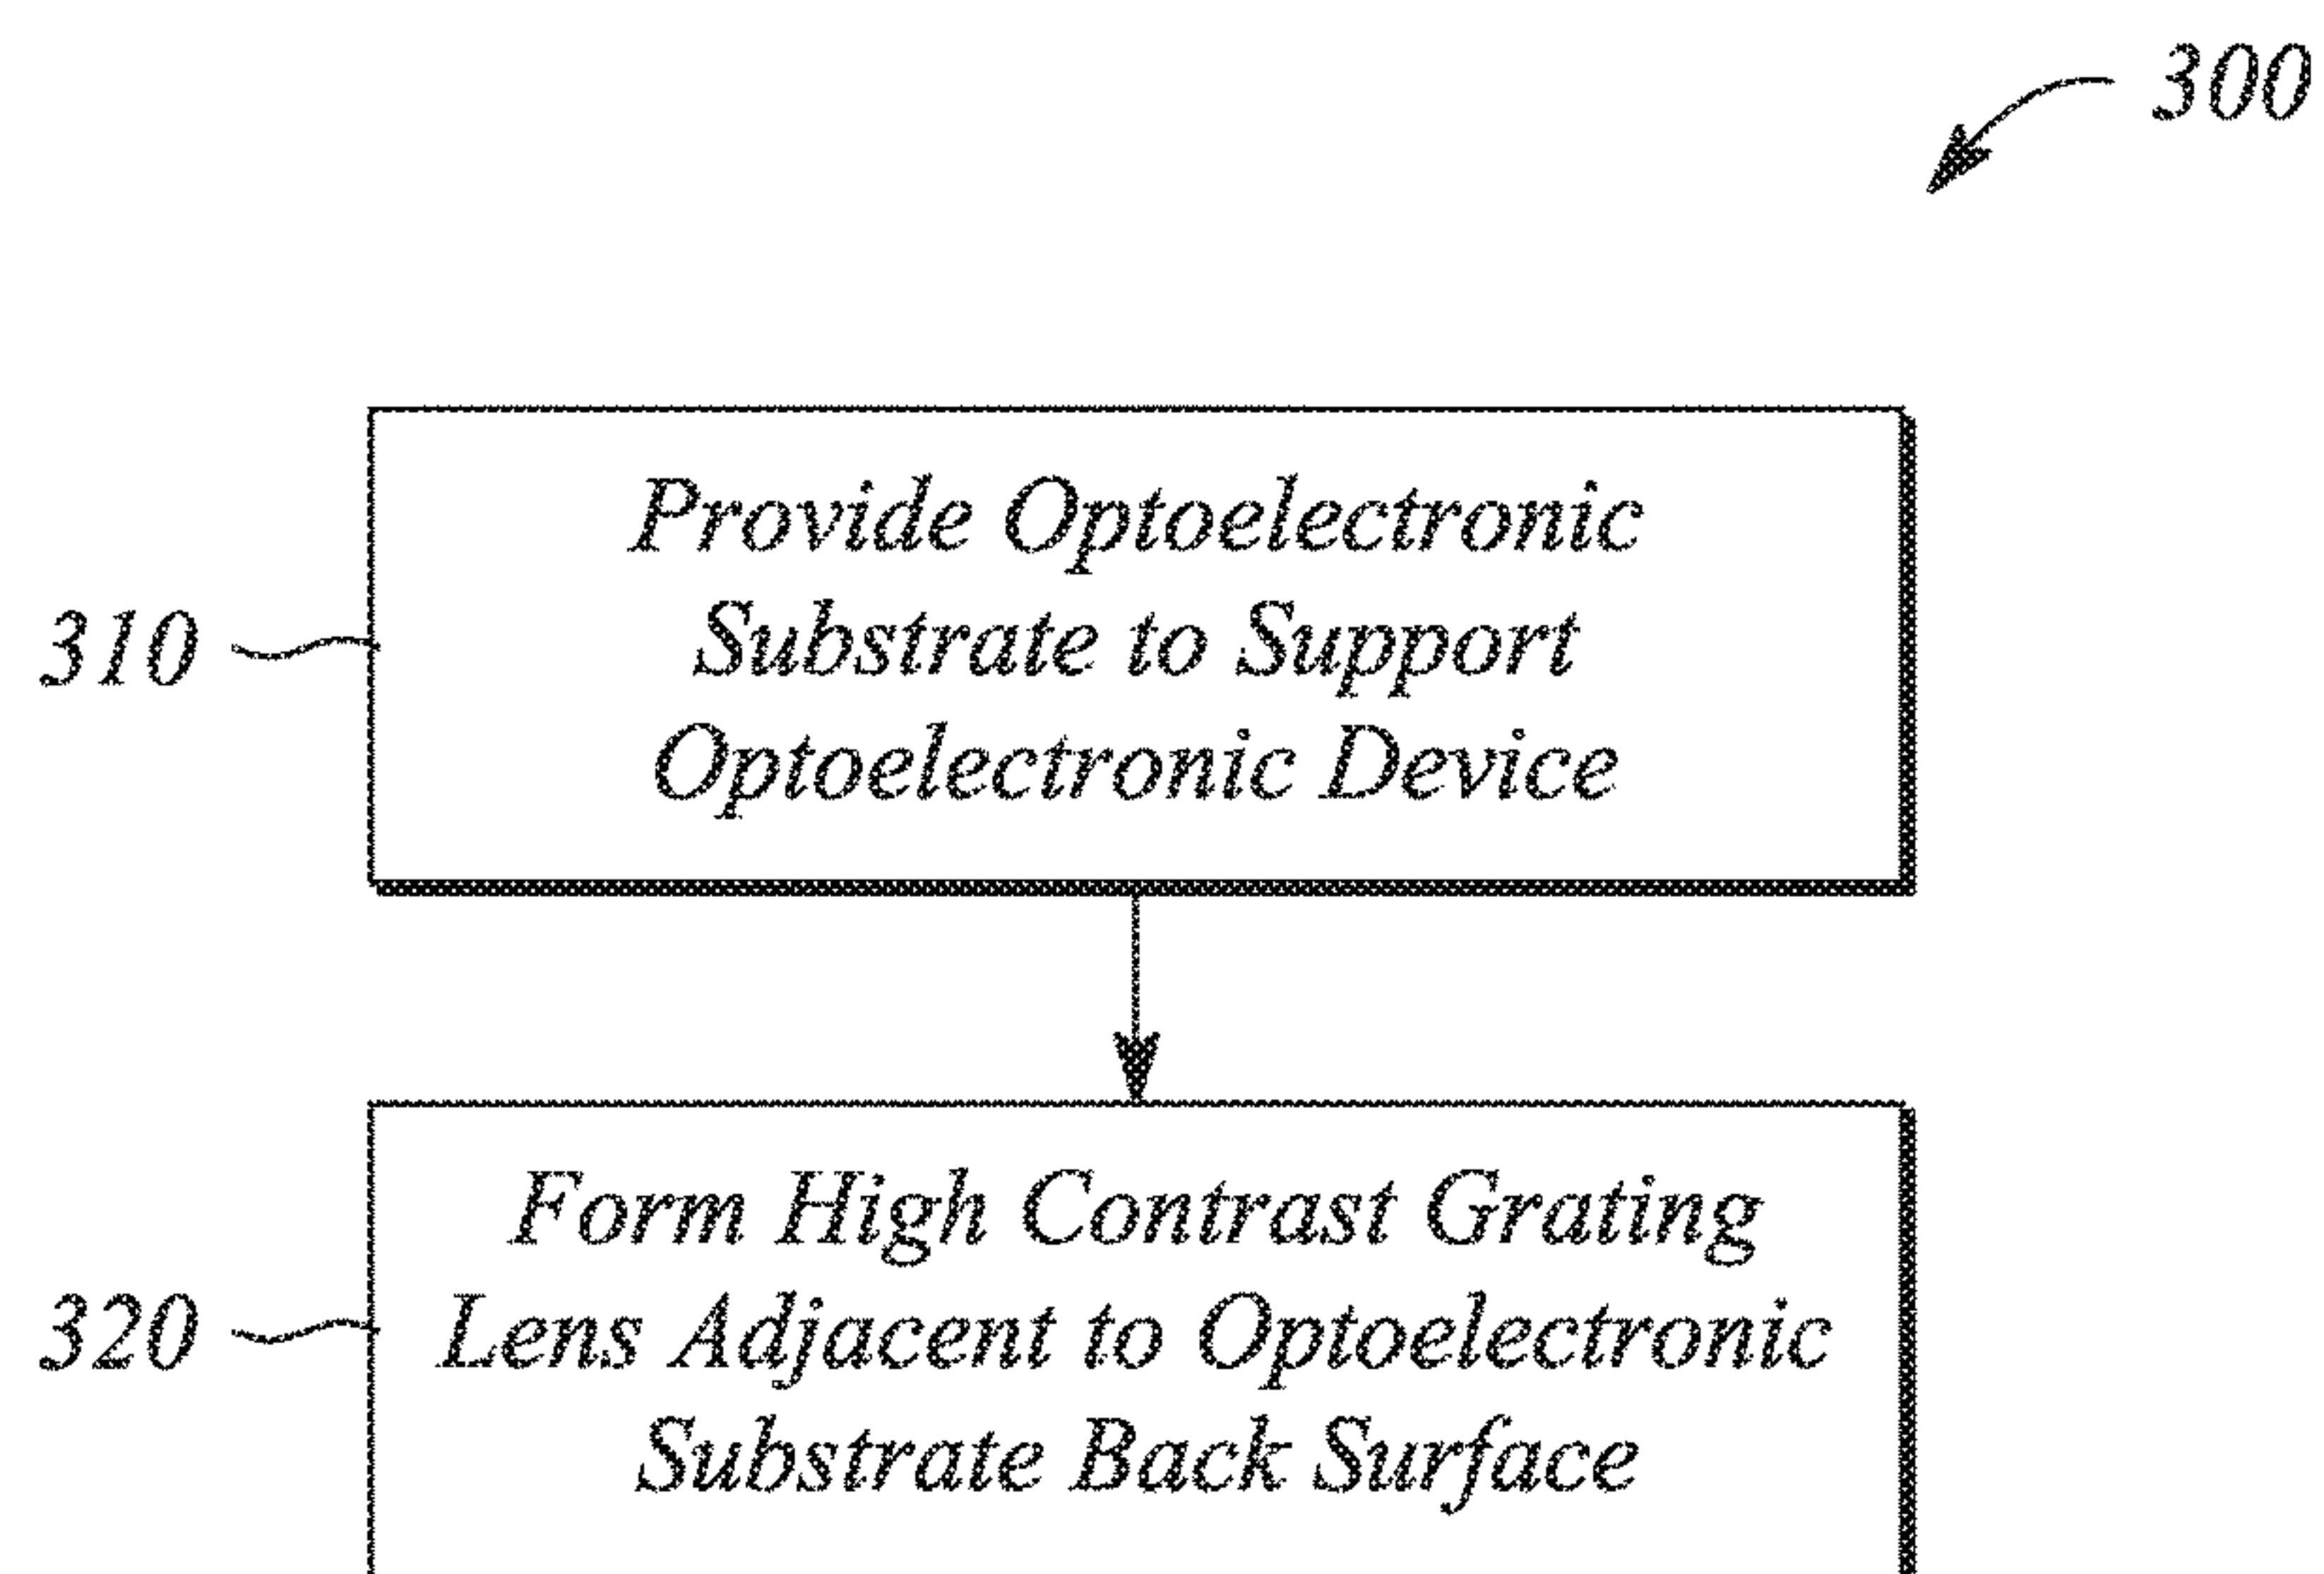 300
Provide Optoelectronic
310
Substrate to Support
Optoelectronic Device
Form High Contrast Grating
320
Lens Adjacent to Optoelectronic
Substrate Back Surface